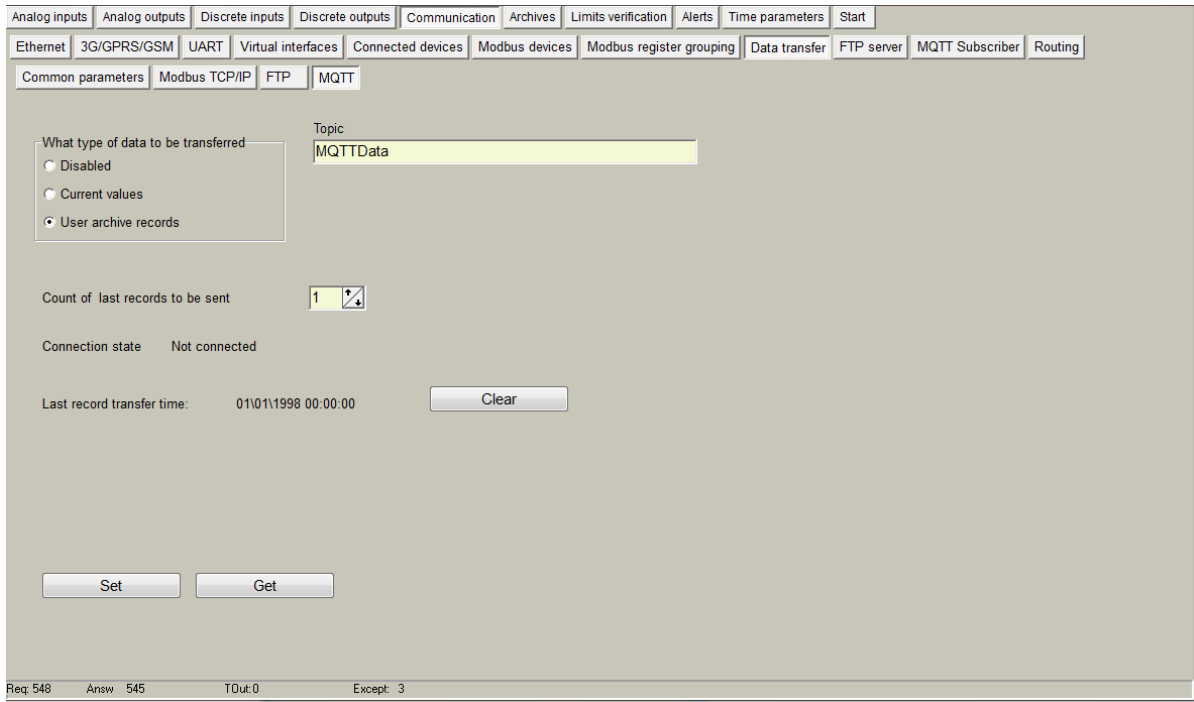 Analog inputs Analog outputs Discrete inputs Discrete outputs Communication Archives Limits verification Alerts Time parameters Start
Ethernet 3G/GPRS/GSM UART Virtual interfaces Connected devices Modbus devices Modbus register grouping Data transfer FTP server MQTT Subscriber Routing
Common parameters Modbus TCP/IP FTP MQTT
What type of data to be transferred
Disabled
Current values
User archive records
Topic
MQTTData
Count of last records to be sent 1
Connection state Not connected
Last record transfer time: 01\01\1998 00:00:00 Clear
Set Get
Req: 548 Answ 545 TOut:0 Except: 3